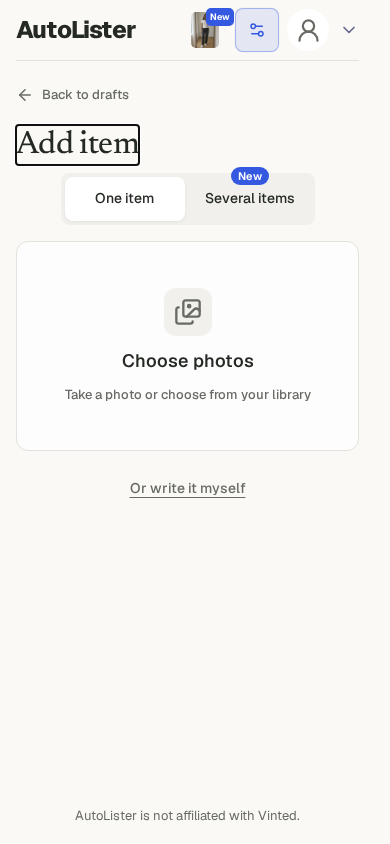 AutoLister
New
Back to drafts
Add item
New
One item
Several items
Choose photos
Take a photo or choose from your library
Or write it myself
AutoLister is not affiliated with Vinted.